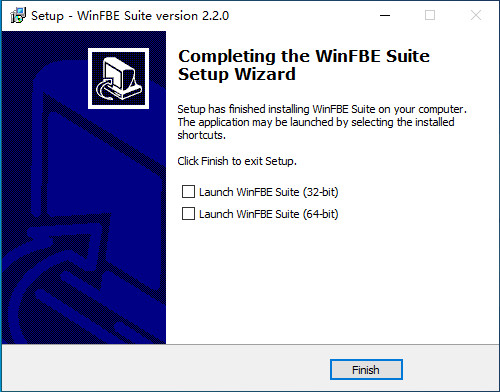 Setup - WinFBE Suite version 2.2.0
Completing the WinFBE Suite
Setup Wizard
Setup has finished installing WinFBE Suite on your computer.
The application may be launched by selecting the installed
shortcuts.
Click Finish to exit Setup.
Launch WinFBE Suite (32-bit)
Launch WinFBE Suite (64-bit)
Finish